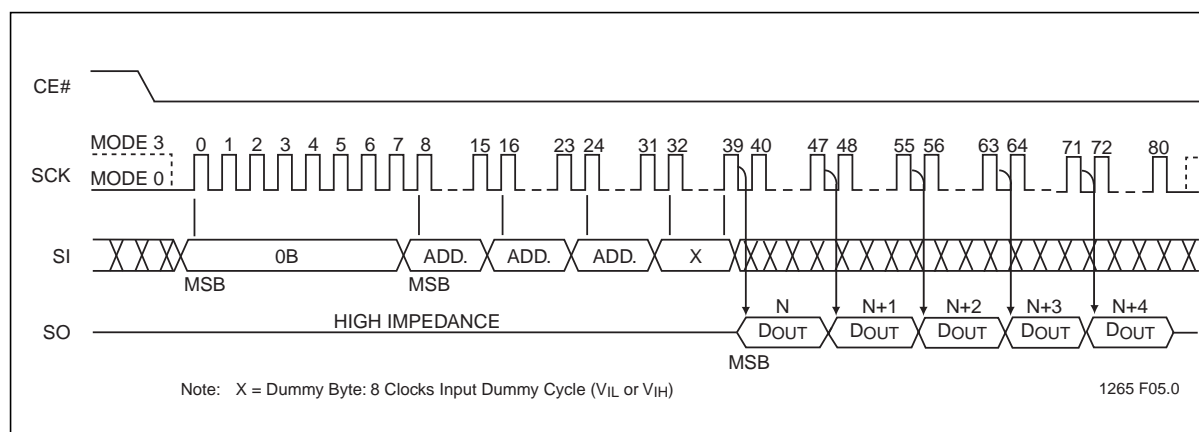 CE#
MODE 3
0 1 2 3 4 5 6 7 8 15 16 23 24 31 32 39 40 47 48 55 56 63 64 71 72 80
SCK
MODE 0
SI
0B ADD. ADD. ADD. X
MSB MSB
N N+1 N+2 N+3 N+4
SO
HIGH IMPEDANCE
DOUT DOUT DOUT DOUT DOUT
MSB
Note: X = Dummy Byte: 8 Clocks Input Dummy Cycle (VIL or VIH)
1265 F05.0